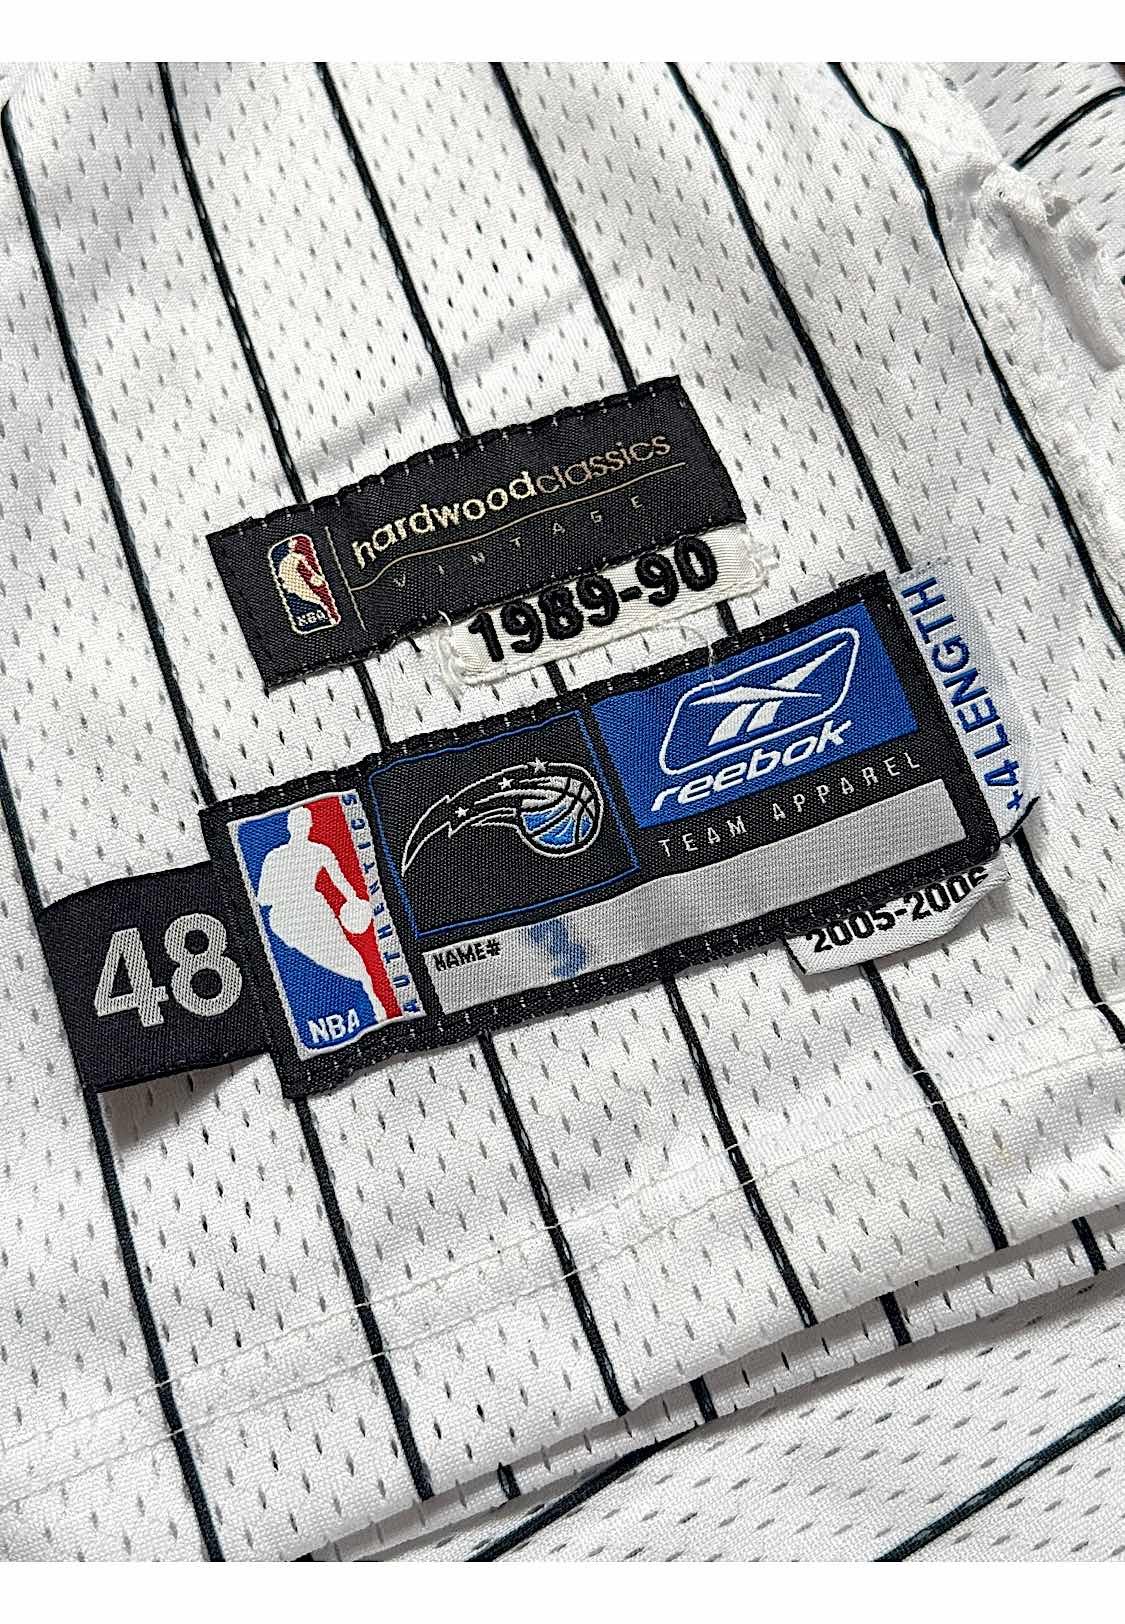 hardwoodclassics
VINTAGE
NBA
1989-90
+4 LENGTH
reebok
TEAM APPAREL
AUTHENTICS
NBA
48
NAME#
2005-2006